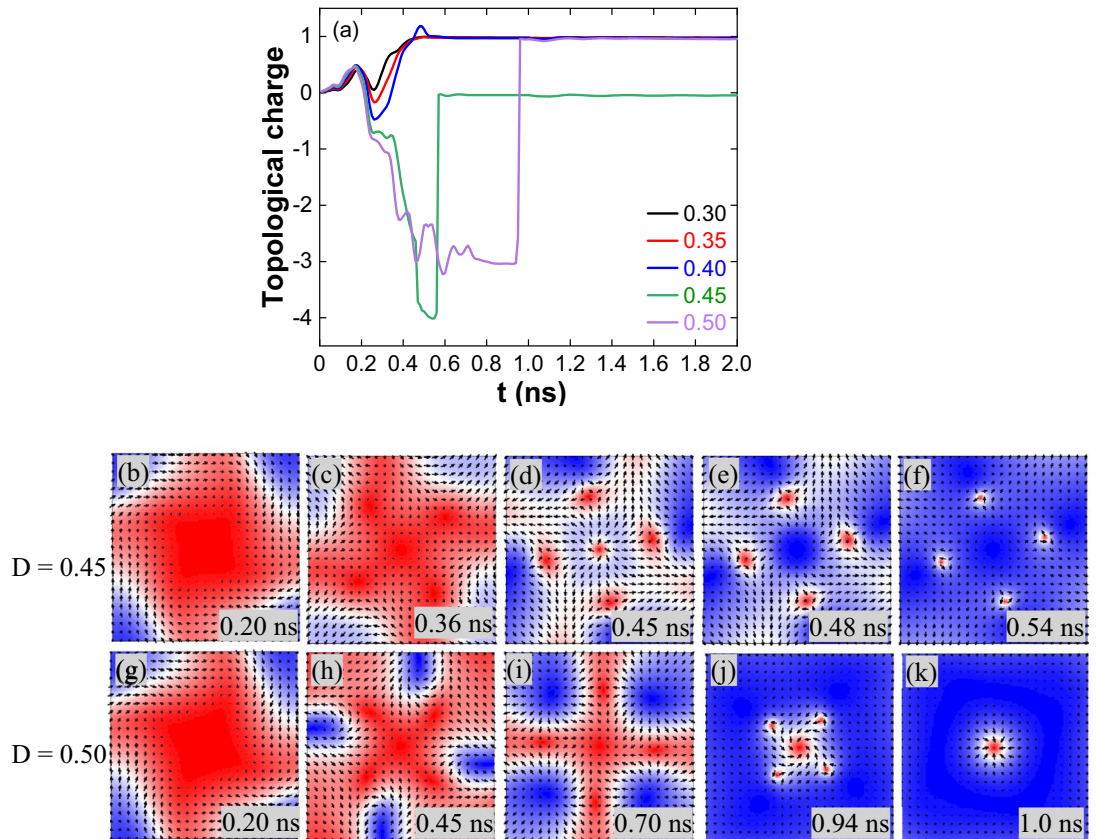 (a)
Topological charge
1
0
-1
-2
-3
-4
0.30
0.35
0.40
0.45
0.50
0 0.2 0.4 0.6 0.8 1.0 1.2 1.4 1.6 1.8 2.0
t (ns)
(b) (c) (d) (e) (f)
D = 0.45
0.20 ns 0.36 ns 0.45 ns 0.48 ns 0.54 ns
(g) (h) (i) (j) (k)
D = 0.50
0.20 ns 0.45 ns 0.70 ns 0.94 ns 1.0 ns